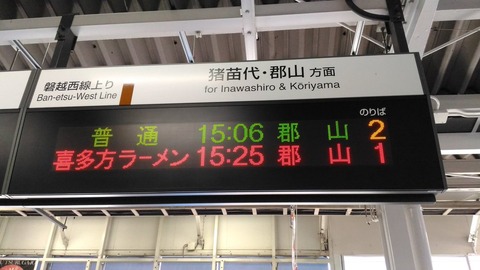 磐越西線上り
Ban-etsu-West Line
猪苗代・郡山 方面
for Inawashiro & Kōriyama
のりば
普通 15:06 郡山 2
喜多方ラーメン 15:25 郡山 1